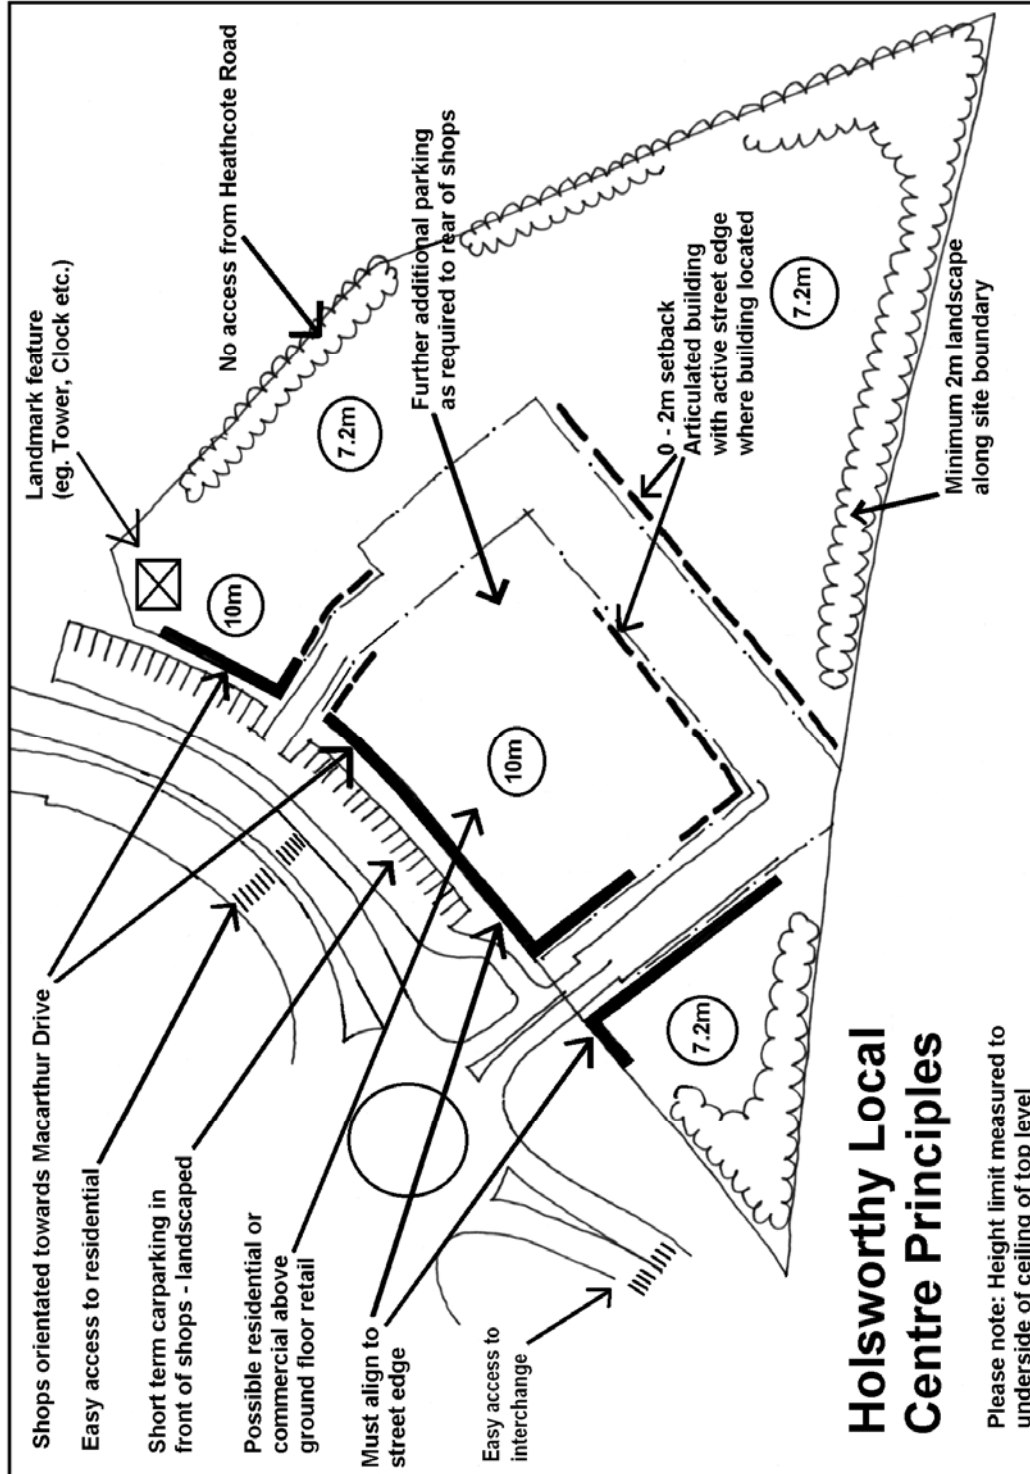 Shops orientated towards Macarthur Drive
Easy access to residential
Short term carparking in
front of shops - landscaped
Possible residential or
commercial above
ground floor retail
Must align to
street edge
Easy access to
interchange
Landmark feature
(eg. Tower, Clock etc.)
No access from Heathcote Road
Further additional parking
as required to rear of shops
0 - 2m setback
Articulated building
with active street edge
where building located
Minimum 2m landscape
along site boundary
10m
7.2m
10m
7.2m
7.2m
Holsworthy Local
Centre Principles
Please note: Height limit measured to
underside of ceiling of top level